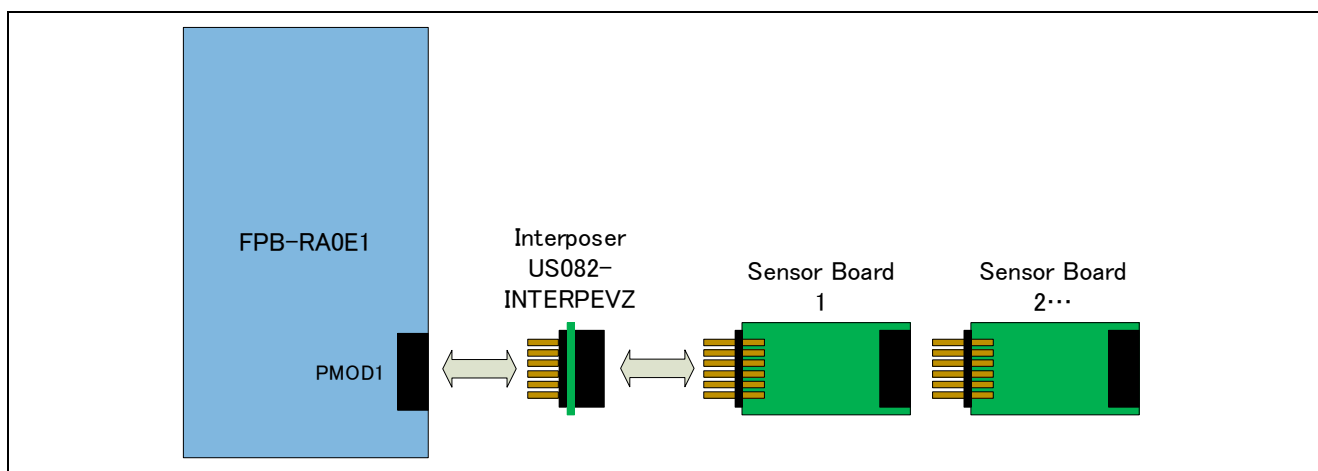 FPB-RA0E1
PMOD1
Interposer
US082-
INTERPEVZ
Sensor Board
1
Sensor Board
2···